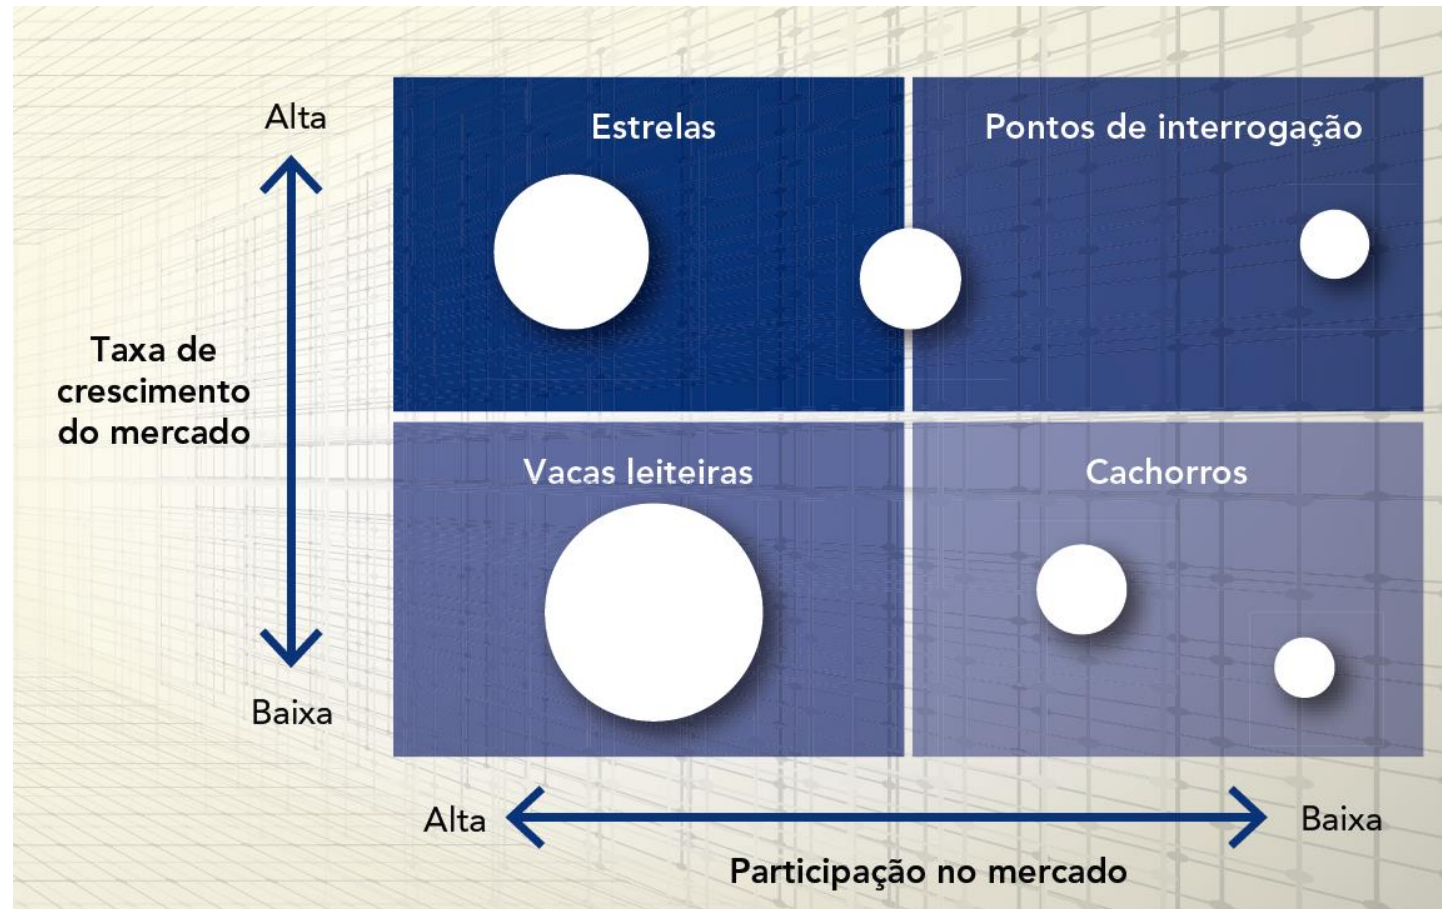 Alta
Estrelas
Pontos de interrogação
Taxa de
crescimento
do mercado
Vacas leiteiras
Cachorros
Baixa
Alta
Baixa
Participação no mercado